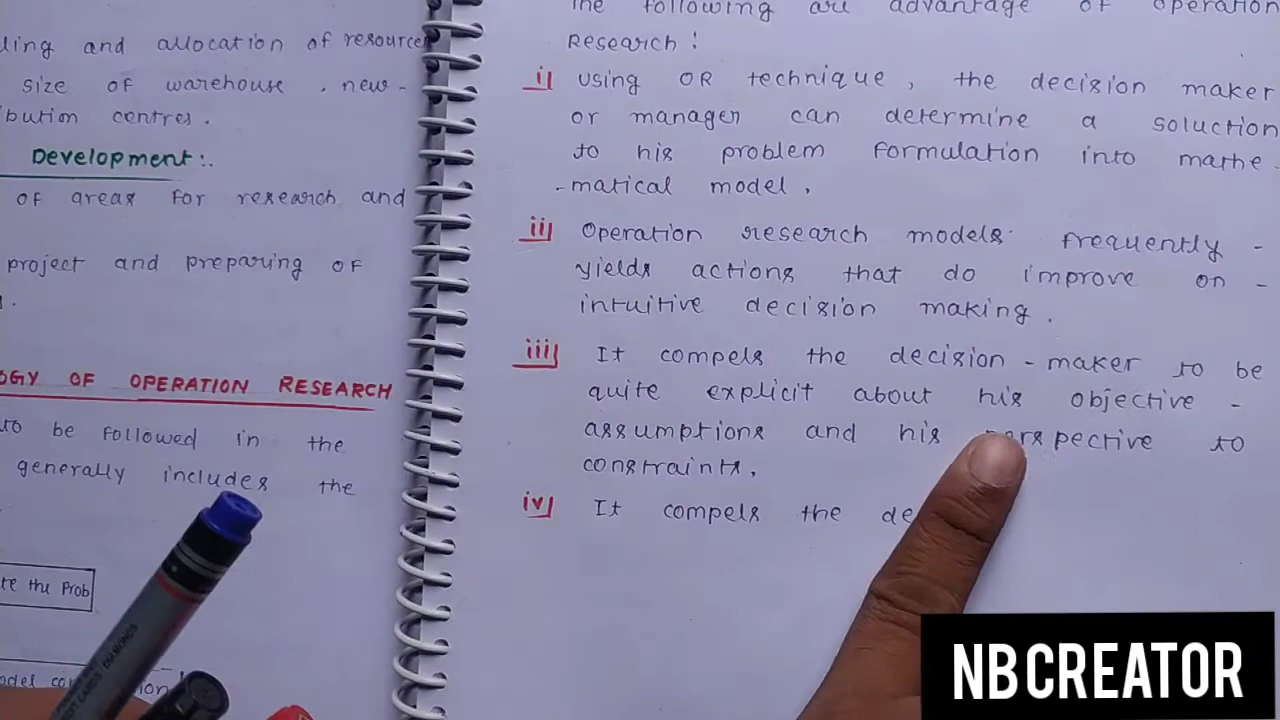 ling and allocation of resource
size of warehouse . new -
bution centres .
Development :.
of areas for research and
project and preparing of
OGY OF OPERATION RESEARCH
to be followed in the
generally includes the
te the Prob
the following are advantage of operation
Research :
i) using OR technique , the decision maker
or manager can determine a soluction
to his problem formulation into mathe -
- matical model .
ii) Operation research models frequently -
yields actions that do improve on -
intuitive decision making .
iii) It compels the decision - maker to be
quite explicit about his objective -
assumptions and his perspective to
constraints .
iv) It compels the de
NB CREATOR